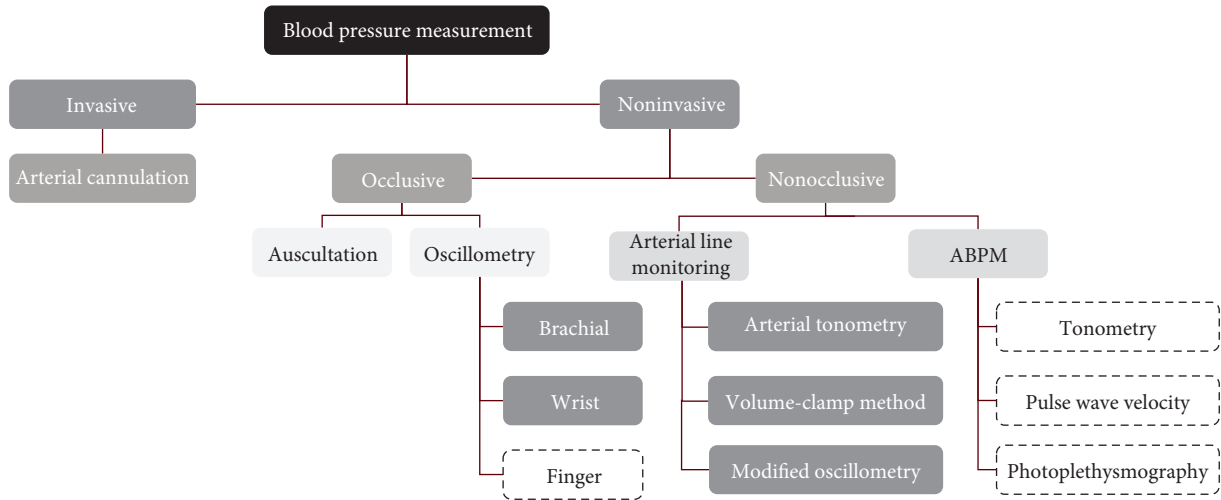 Blood pressure measurement
Invasive
Noninvasive
Arterial cannulation
Occlusive
Nonocclusive
Auscultation
Oscillometry
Arterial line
monitoring
ABPM
Brachial
Arterial tonometry
Tonometry
Wrist
Volume-clamp method
Pulse wave velocity
Finger
Modified oscillometry
Photoplethysmography